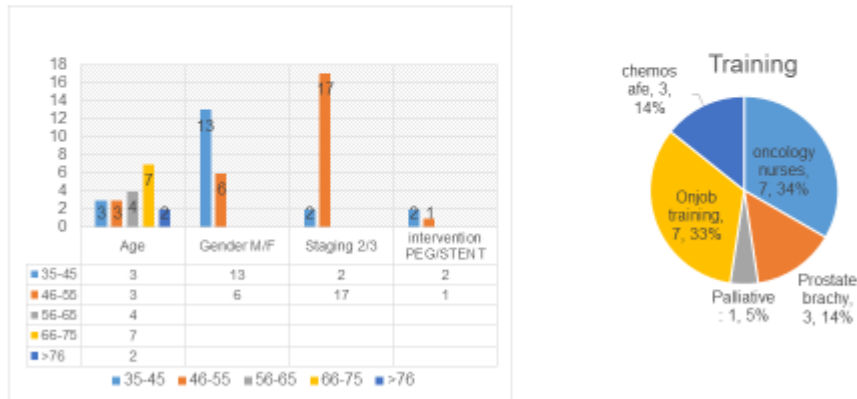 18
16
14
12
10
8
6
4
2
0
3 3 4 7 2
13 6
2 17
2 1
Age Gender M/F Staging 2/3 intervention PEG/STENT
35-45 3 13 2 2
46-55 3 6 17 1
56-65 4
66-75 7
>76 2
35-45 46-55 56-65 66-75 >76
Training
chemos
afe, 3,
14%
oncology
nurses,
7, 34%
Onjob
training,
7, 33%
Palliative
: 1, 5%
Prostate
brachy,
3, 14%